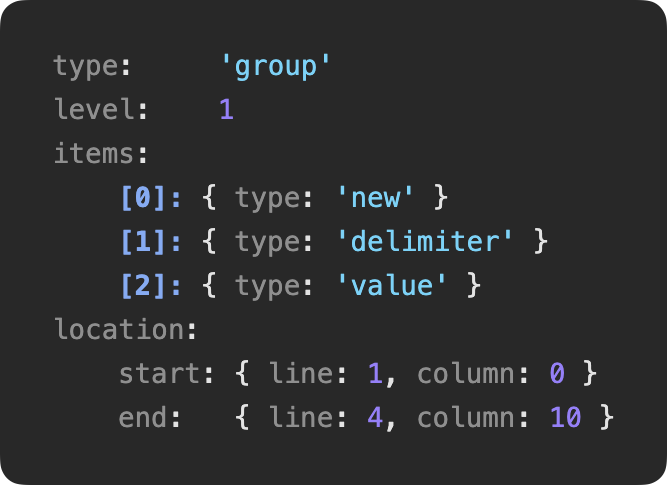 type:     'group'
level:    1
items:
    [0]: { type: 'new' }
    [1]: { type: 'delimiter' }
    [2]: { type: 'value' }
location:
    start: { line: 1, column: 0 }
    end:   { line: 4, column: 10 }